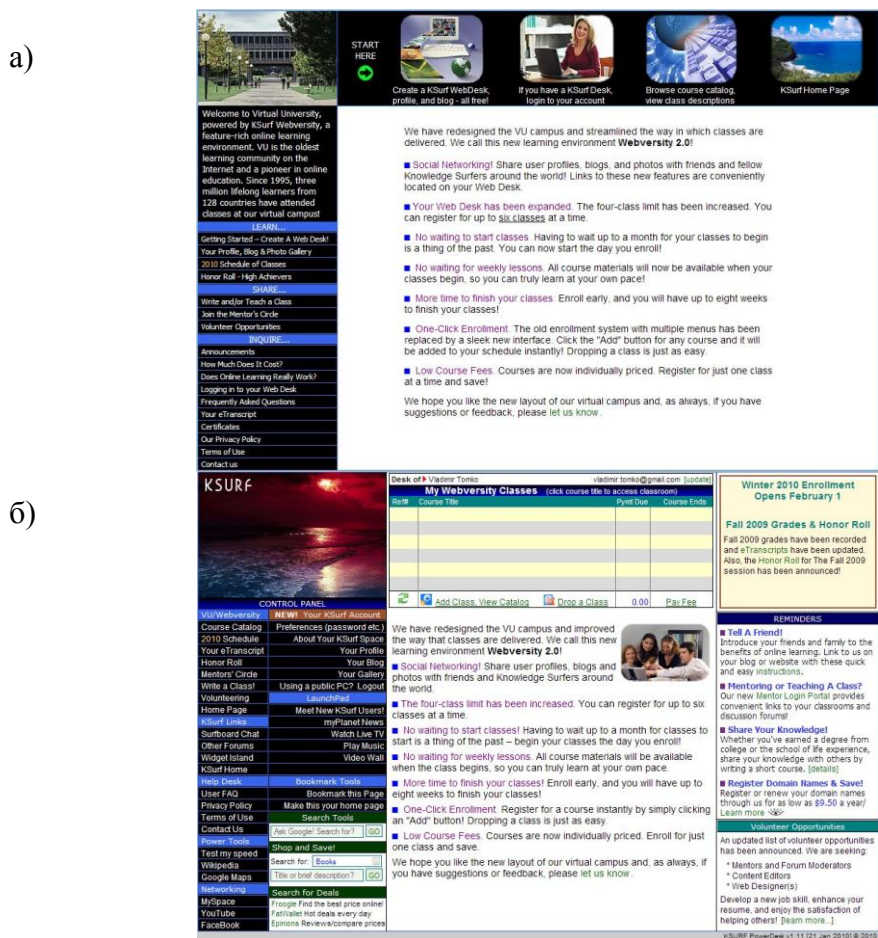 а)
START
HERE
Create a KSurf WebDesk,
profile, and blog - all free!
If you have a KSurf Desk,
login to your account
Browse course catalog,
view class descriptions
KSurf Home Page
Welcome to Virtual University,
powered by KSurf Webversity, a
feature-rich online learning
environment. VU is the oldest
learning community on the
Internet and a pioneer in online
education. Since 1995, three
million lifelong learners from
128 countries have attended
classes at our virtual campus!
LEARN...
Getting Started – Create A Web Desk!
Your Profile, Blog & Photo Gallery
2010 Schedule of Classes
Honor Roll - High Achievers
SHARE...
Write and/or Teach a Class
Join the Mentor's Circle
Volunteer Opportunities
INQUIRE...
Announcements
How Much Does It Cost?
Does Online Learning Really Work?
Logging in to your Web Desk
Frequently Asked Questions
Your eTranscript
Certificates
Our Privacy Policy
Terms of Use
Contact us
We have redesigned the VU campus and streamlined the way in which classes are
delivered. We call this new learning environment Webversity 2.0!
■ Social Networking! Share user profiles, blogs, and photos with friends and fellow
Knowledge Surfers around the world! Links to these new features are conveniently
located on your Web Desk.
■ Your Web Desk has been expanded. The four-class limit has been increased. You
can register for up to six classes at a time.
■ No waiting to start classes. Having to wait up to a month for your classes to begin
is a thing of the past. You can now start the day you enroll!
■ No waiting for weekly lessons. All course materials will now be available when your
classes begin, so you can truly learn at your own pace!
■ More time to finish your classes. Enroll early, and you will have up to eight weeks
to finish your classes!
■ One-Click Enrollment. The old enrollment system with multiple menus has been
replaced by a sleek new interface. Click the "Add" button for any course and it will
be added to your schedule instantly! Dropping a class is just as easy.
■ Low Course Fees. Courses are now individually priced. Register for just one class
at a time and save!
We hope you like the new layout of our virtual campus and, as always, if you have
suggestions or feedback, please let us know.
б)
KSURF
CONTROL PANEL
VU/Webversity NEW! Your KSurf Account
Course Catalog Preferences (password etc.)
2010 Schedule About Your KSurf Space
Your eTranscript Your Profile
Honor Roll Your Blog
Mentors' Circle Your Gallery
Write a Class! Using a public PC? Logout
Volunteering LaunchPad
Home Page Meet New KSurf Users!
KSurf Links myPlanet News
Surfboard Chat Watch Live TV
Other Forums Play Music
Widget Island Video Wall
KSurf Home
Help Desk Bookmark Tools
User FAQ Bookmark this Page
Privacy Policy Make this your home page
Terms of Use Search Tools
Contact Us Ask Google! Search for? GO
Power Tools Shop and Save!
Test my speed
Wikipedia Search for: Books
Google Maps Title or brief description? GO
Networking Search for Deals
MySpace Froogle Find the best price online!
YouTube FatWallet Hot deals every day
FaceBook Epinions Reviews/compare prices
Desk of Vladimir Tomko vladimir.tomko@gmail.com [update]
My Webversity Classes (click course title to access classroom)
Ref# Course Title Pymt Due Course Ends
Add Class, View Catalog Drop a Class 0.00 Pay Fee
We have redesigned the VU campus and improved
the way that classes are delivered. We call this new
learning environment Webversity 2.0!
■ Social Networking! Share user profiles, blogs and
photos with friends and Knowledge Surfers around
the world.
■ The four-class limit has been increased. You can register for up to six
classes at a time.
■ No waiting to start classes! Having to wait up to a month for classes to
start is a thing of the past – begin your classes the day you enroll!
■ No waiting for weekly lessons. All course materials will be available
when the class begins, so you can truly learn at your own pace.
■ More time to finish your classes! Enroll early, and you will have up to
eight weeks to finish your classes!
■ One-Click Enrollment. Register for a course instantly by simply clicking
an "Add" button! Dropping a class is just as easy.
■ Low Course Fees. Courses are now individually priced. Enroll for just
one class and save.
We hope you like the new layout of our virtual campus and, as always, if
you have suggestions or feedback, please let us know.
Winter 2010 Enrollment
Opens February 1
Fall 2009 Grades & Honor Roll
Fall 2009 grades have been recorded
and eTranscripts have been updated.
Also, the Honor Roll for The Fall 2009
session has been announced!
REMINDERS
■ Tell A Friend!
Introduce your friends and family to the
benefits of online learning. Link to us on
your blog or website with these quick
and easy instructions.
■ Mentoring or Teaching A Class?
Our new Mentor Login Portal provides
convenient links to your classrooms and
discussion forums!
■ Share Your Knowledge!
Whether you've earned a degree from
college or the school of life experience,
share your knowledge with others by
writing a short course. [details]
■ Register Domain Names & Save!
Register or renew your domain names
through us for as low as $9.50 a year/
Learn more
Volunteer Opportunities
An updated list of volunteer opportunities
has been announced. We are seeking:
* Mentors and Forum Moderators
* Content Editors
* Web Designer(s)
Develop a new job skill, enhance your
resume, and enjoy the satisfaction of
helping others! [learn more...]
KSURF PowerDesk v1.11 [21 Jan 2010] © 2010